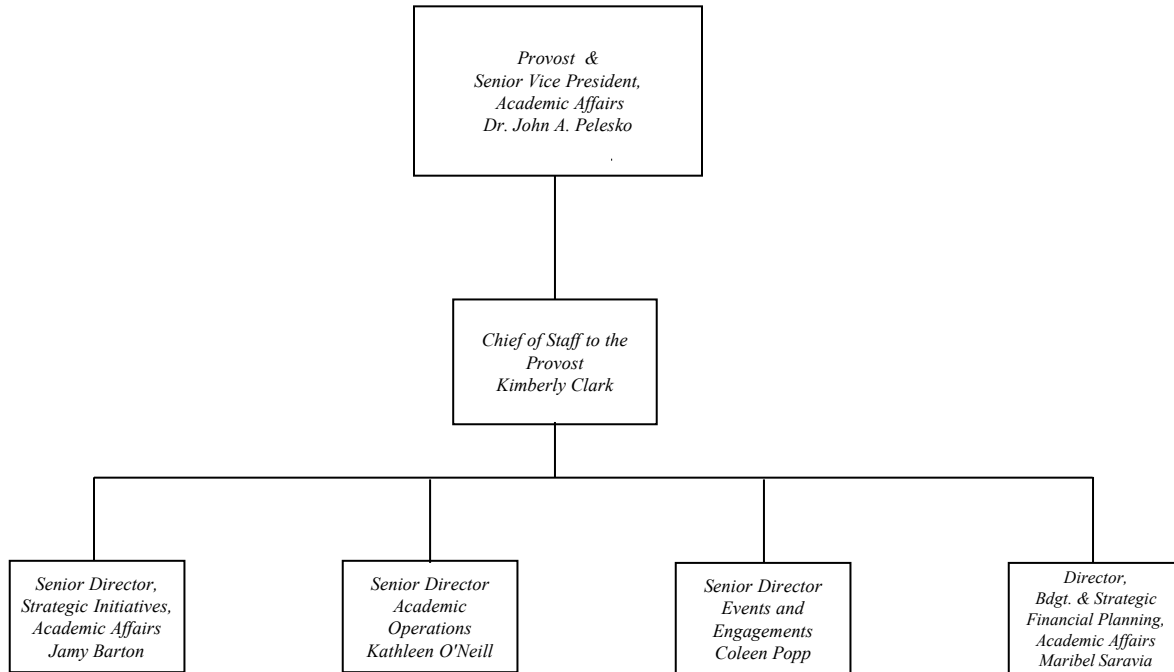 Provost &
Senior Vice President,
Academic Affairs
Dr. John A. Pelesko
Chief of Staff to the
Provost
Kimberly Clark
Senior Director,
Strategic Initiatives,
Academic Affairs
Jamy Barton
Senior Director
Academic
Operations
Kathleen O'Neill
Senior Director
Events and
Engagements
Coleen Popp
Director,
Bdgt. & Strategic
Financial Planning,
Academic Affairs
Maribel Saravia